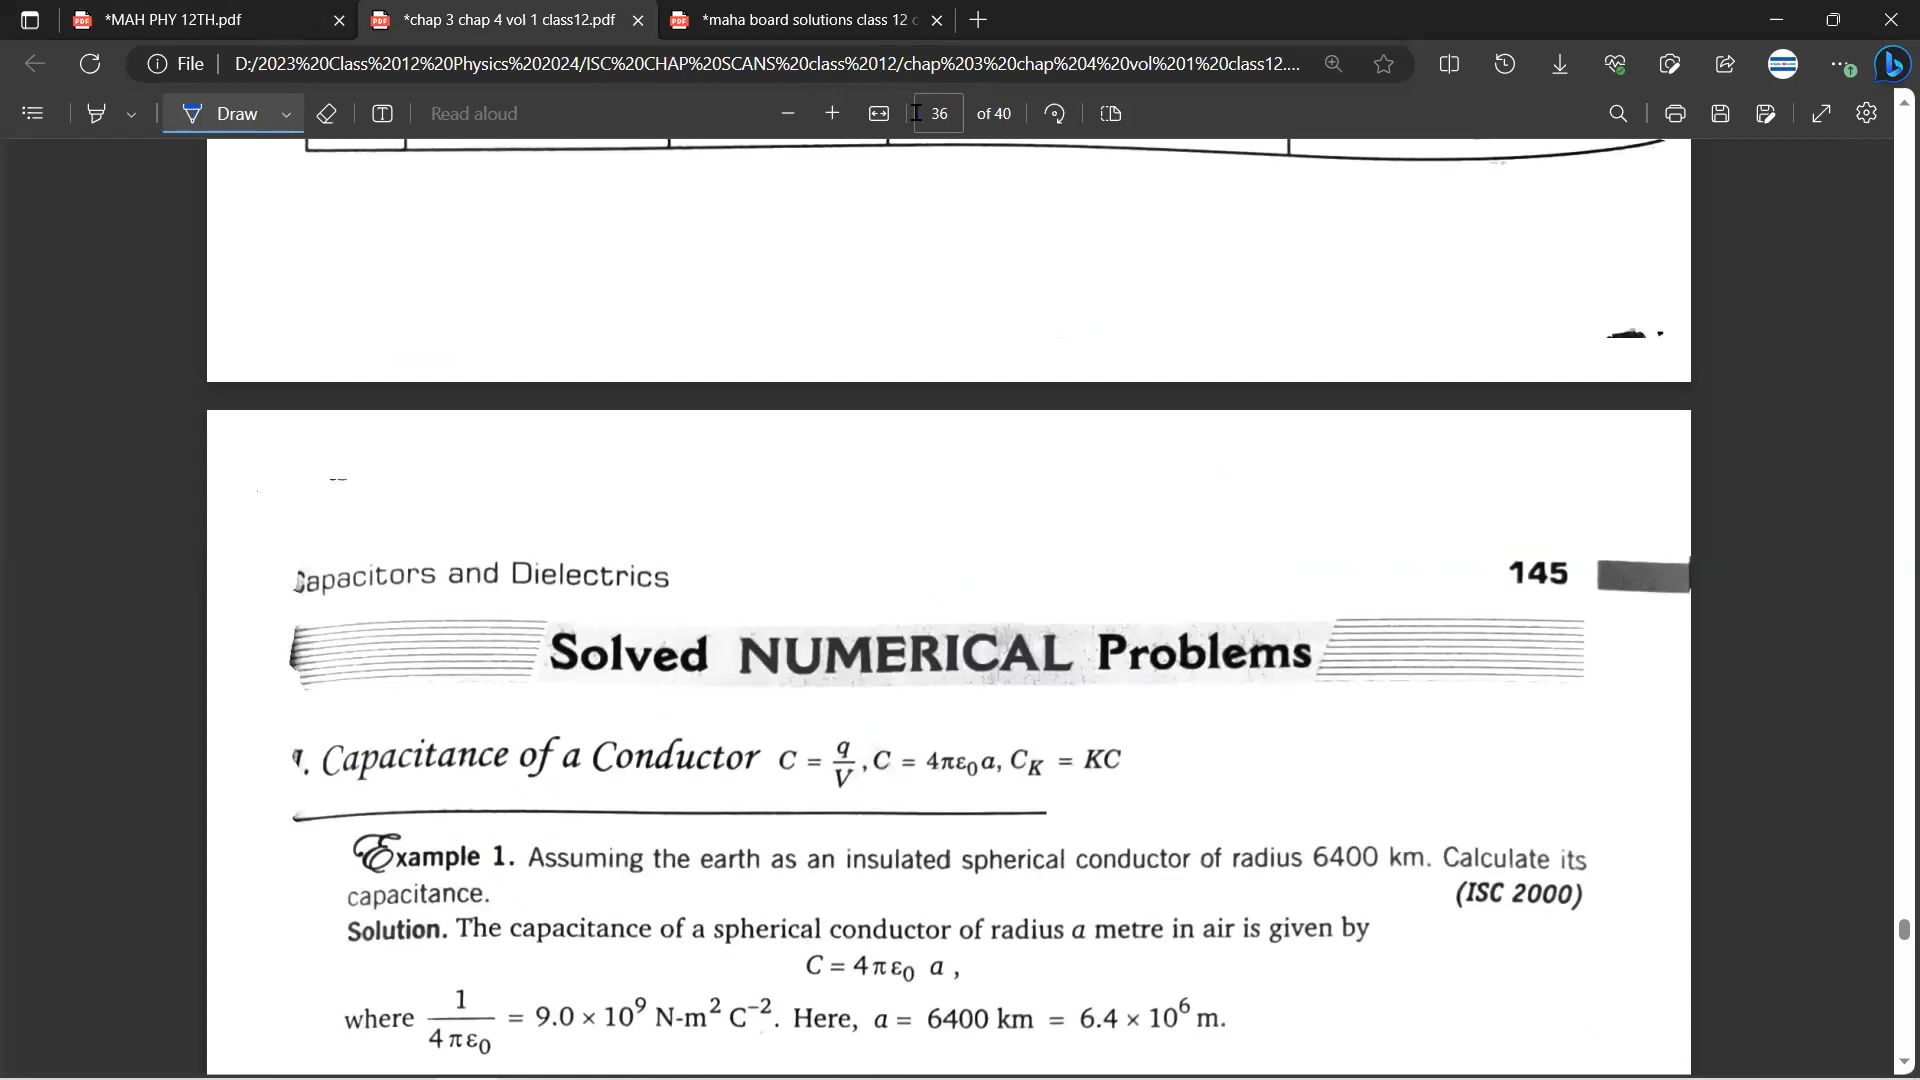 *MAH PHY 12TH.pdf
*chap 3 chap 4 vol 1 class12.pdf
*maha board solutions class 12 c
File
D:/2023%20Class%2012%20Physics%202024/ISC%20CHAP%20SCANS%20class%2012/chap%203%20chap%204%20vol%201%20class12....
Draw
Read aloud
36 of 40
Capacitors and Dielectrics
145
Solved NUMERICAL Problems
1. Capacitance of a Conductor C = q/V, C = 4πε₀a, C_K = KC
Example 1. Assuming the earth as an insulated spherical conductor of radius 6400 km. Calculate its
capacitance. (ISC 2000)
Solution. The capacitance of a spherical conductor of radius a metre in air is given by
C = 4πε₀ a ,
where 1/4πε₀ = 9.0 × 10⁹ N-m² C⁻². Here, a = 6400 km = 6.4 × 10⁶ m.